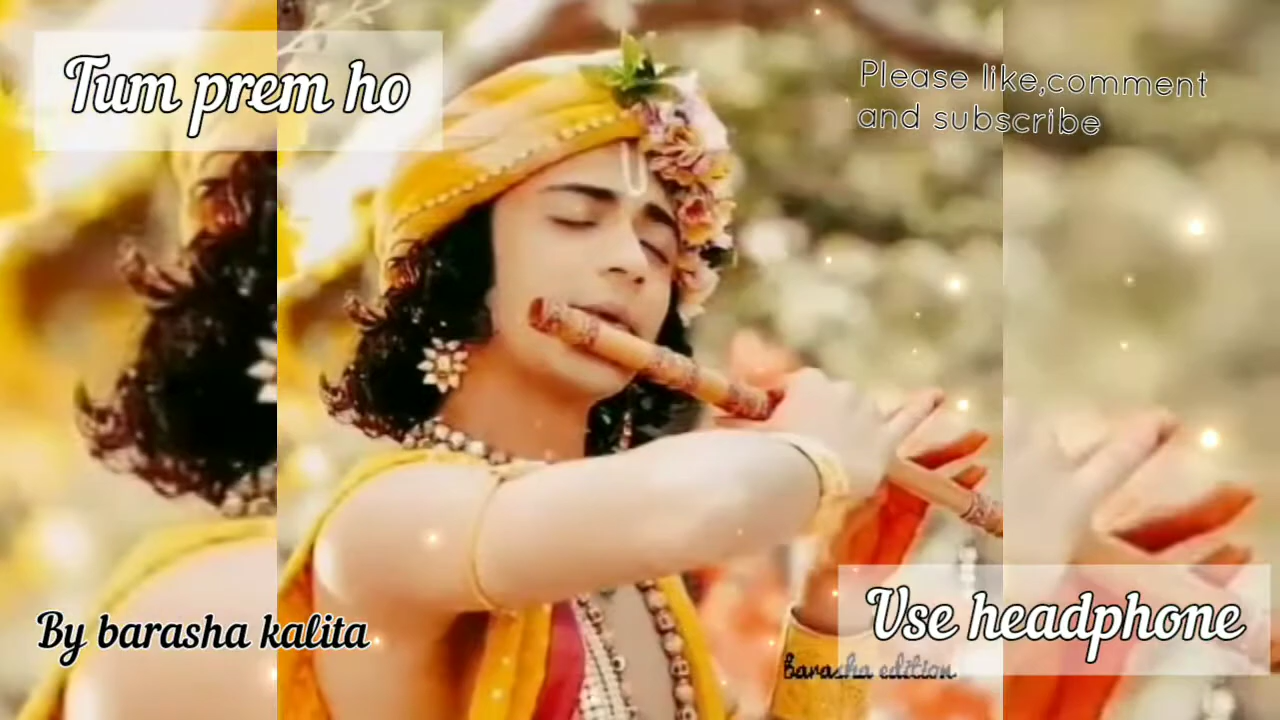 Tum prem ho
Please like,comment
and subscribe
By barasha kalita
Use headphone
Barasha edition